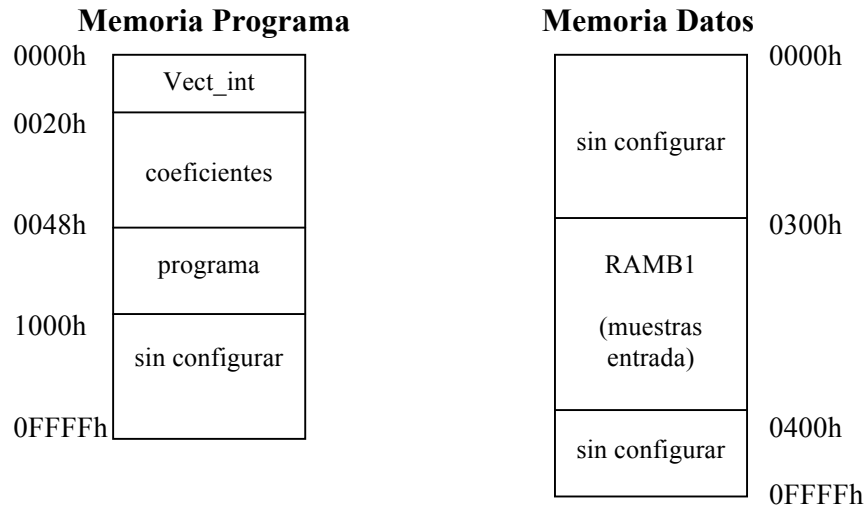 Memoria Programa
0000h
Vect_int
0020h
coeficientes
0048h
programa
1000h
sin configurar
0FFFFh
Memoria Datos
0000h
sin configurar
0300h
RAMB1
(muestras
entrada)
0400h
sin configurar
0FFFFh